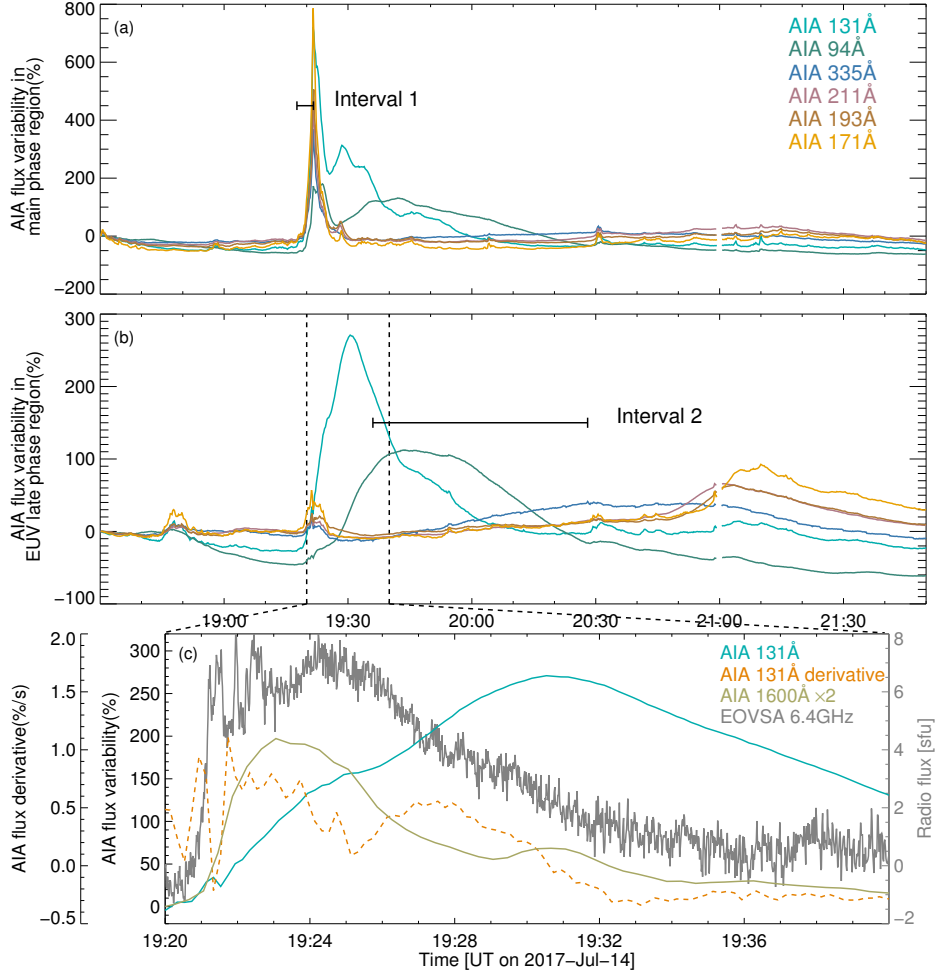 AIA flux variability in
main phase region(%)
800
600
400
200
0
−200
(a)
Interval 1
AIA 131Å
AIA 94Å
AIA 335Å
AIA 211Å
AIA 193Å
AIA 171Å
AIA flux variability in
EUV late phase region(%)
300
200
100
0
−100
(b)
Interval 2
19:00
19:30
20:00
20:30
21:00
21:30
AIA flux derivative(%/s)
2.0
1.5
1.0
0.5
0.0
−0.5
AIA flux variability(%)
300
250
200
150
100
50
0
(c)
AIA 131Å
AIA 131Å derivative
AIA 1600Å ×2
EOVSA 6.4GHz
8
6
4
2
0
−2
Radio flux [sfu]
19:20
19:24
19:28
19:32
19:36
Time [UT on 2017−Jul−14]